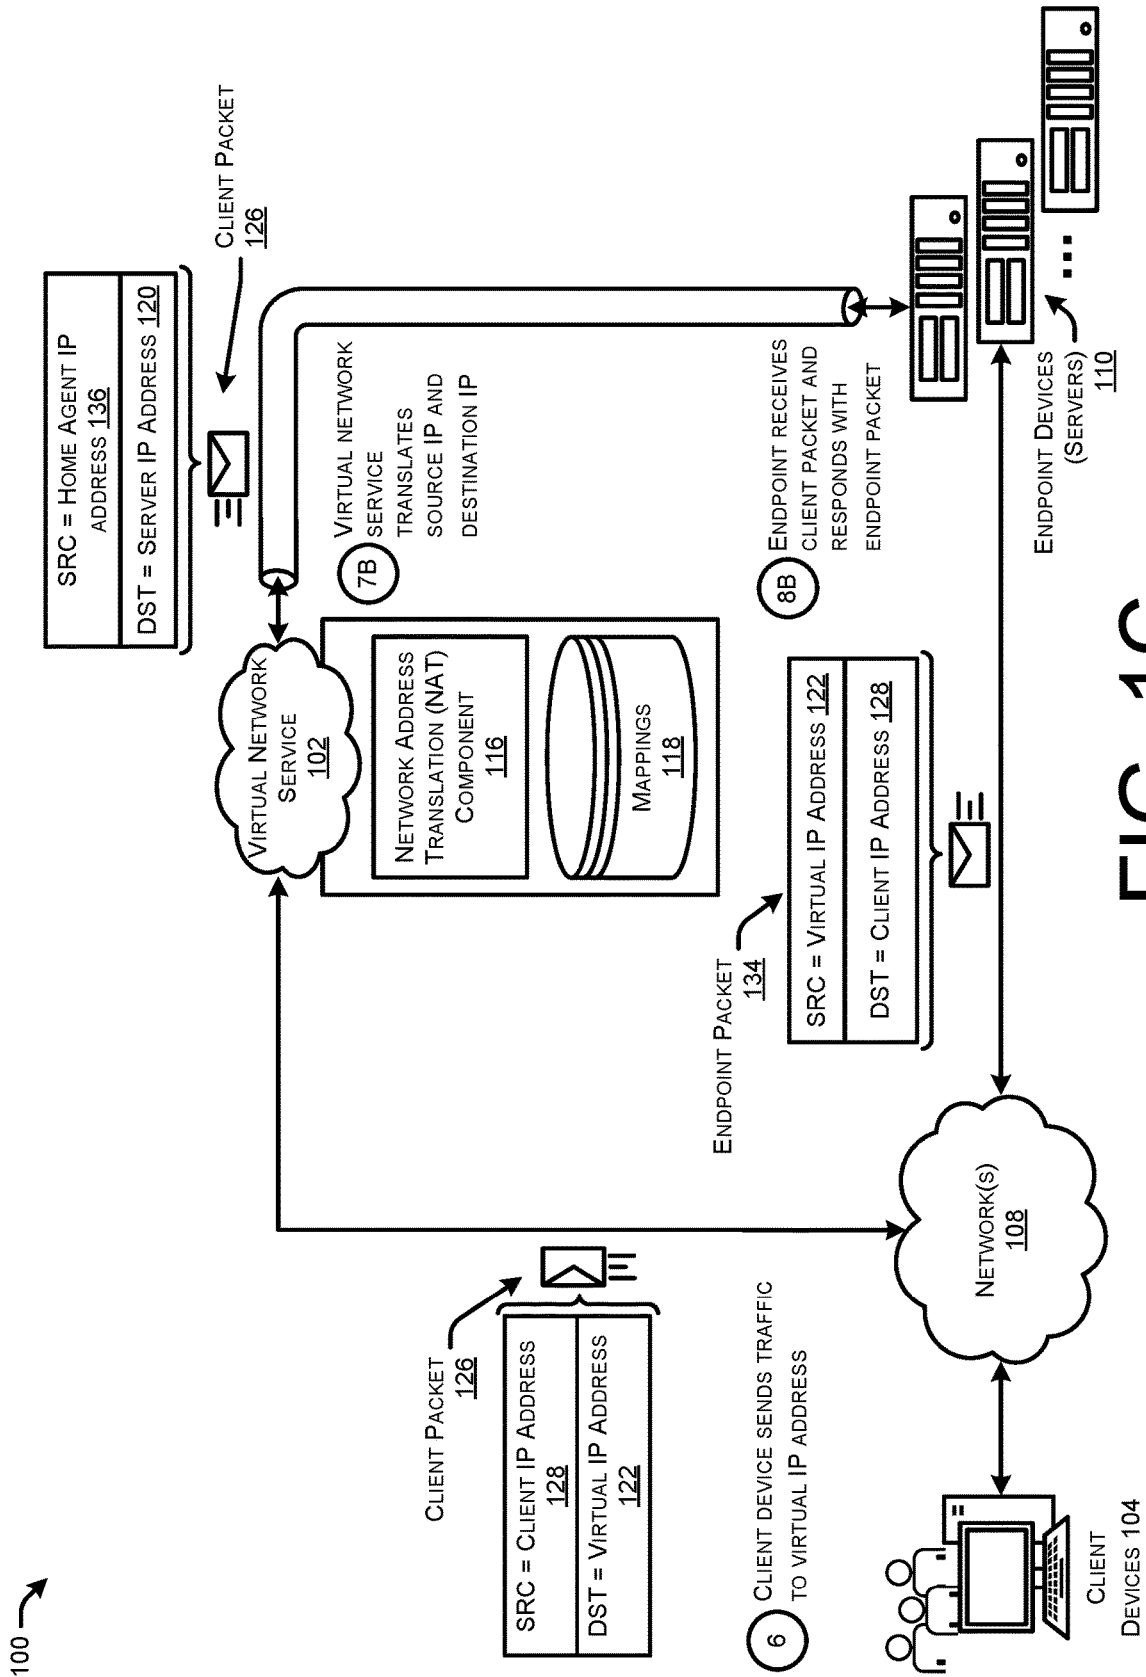 100
SRC = Home Agent IP
Address 136
DST = Server IP Address 120
Client Packet
126
Virtual Network
Service
102
Network Address
Translation (NAT)
Component
116
Mappings
118
7B
Virtual network
service
translates
source IP and
destination IP
Client Packet
126
SRC = Client IP Address
128
DST = Virtual IP Address
122
6
Client device sends traffic
to virtual IP address
Endpoint Packet
134
SRC = Virtual IP Address 122
DST = Client IP Address 128
8B
Endpoint receives
client packet and
responds with
endpoint packet
Client
Devices 104
Network(s)
108
Endpoint Devices
(Servers)
110